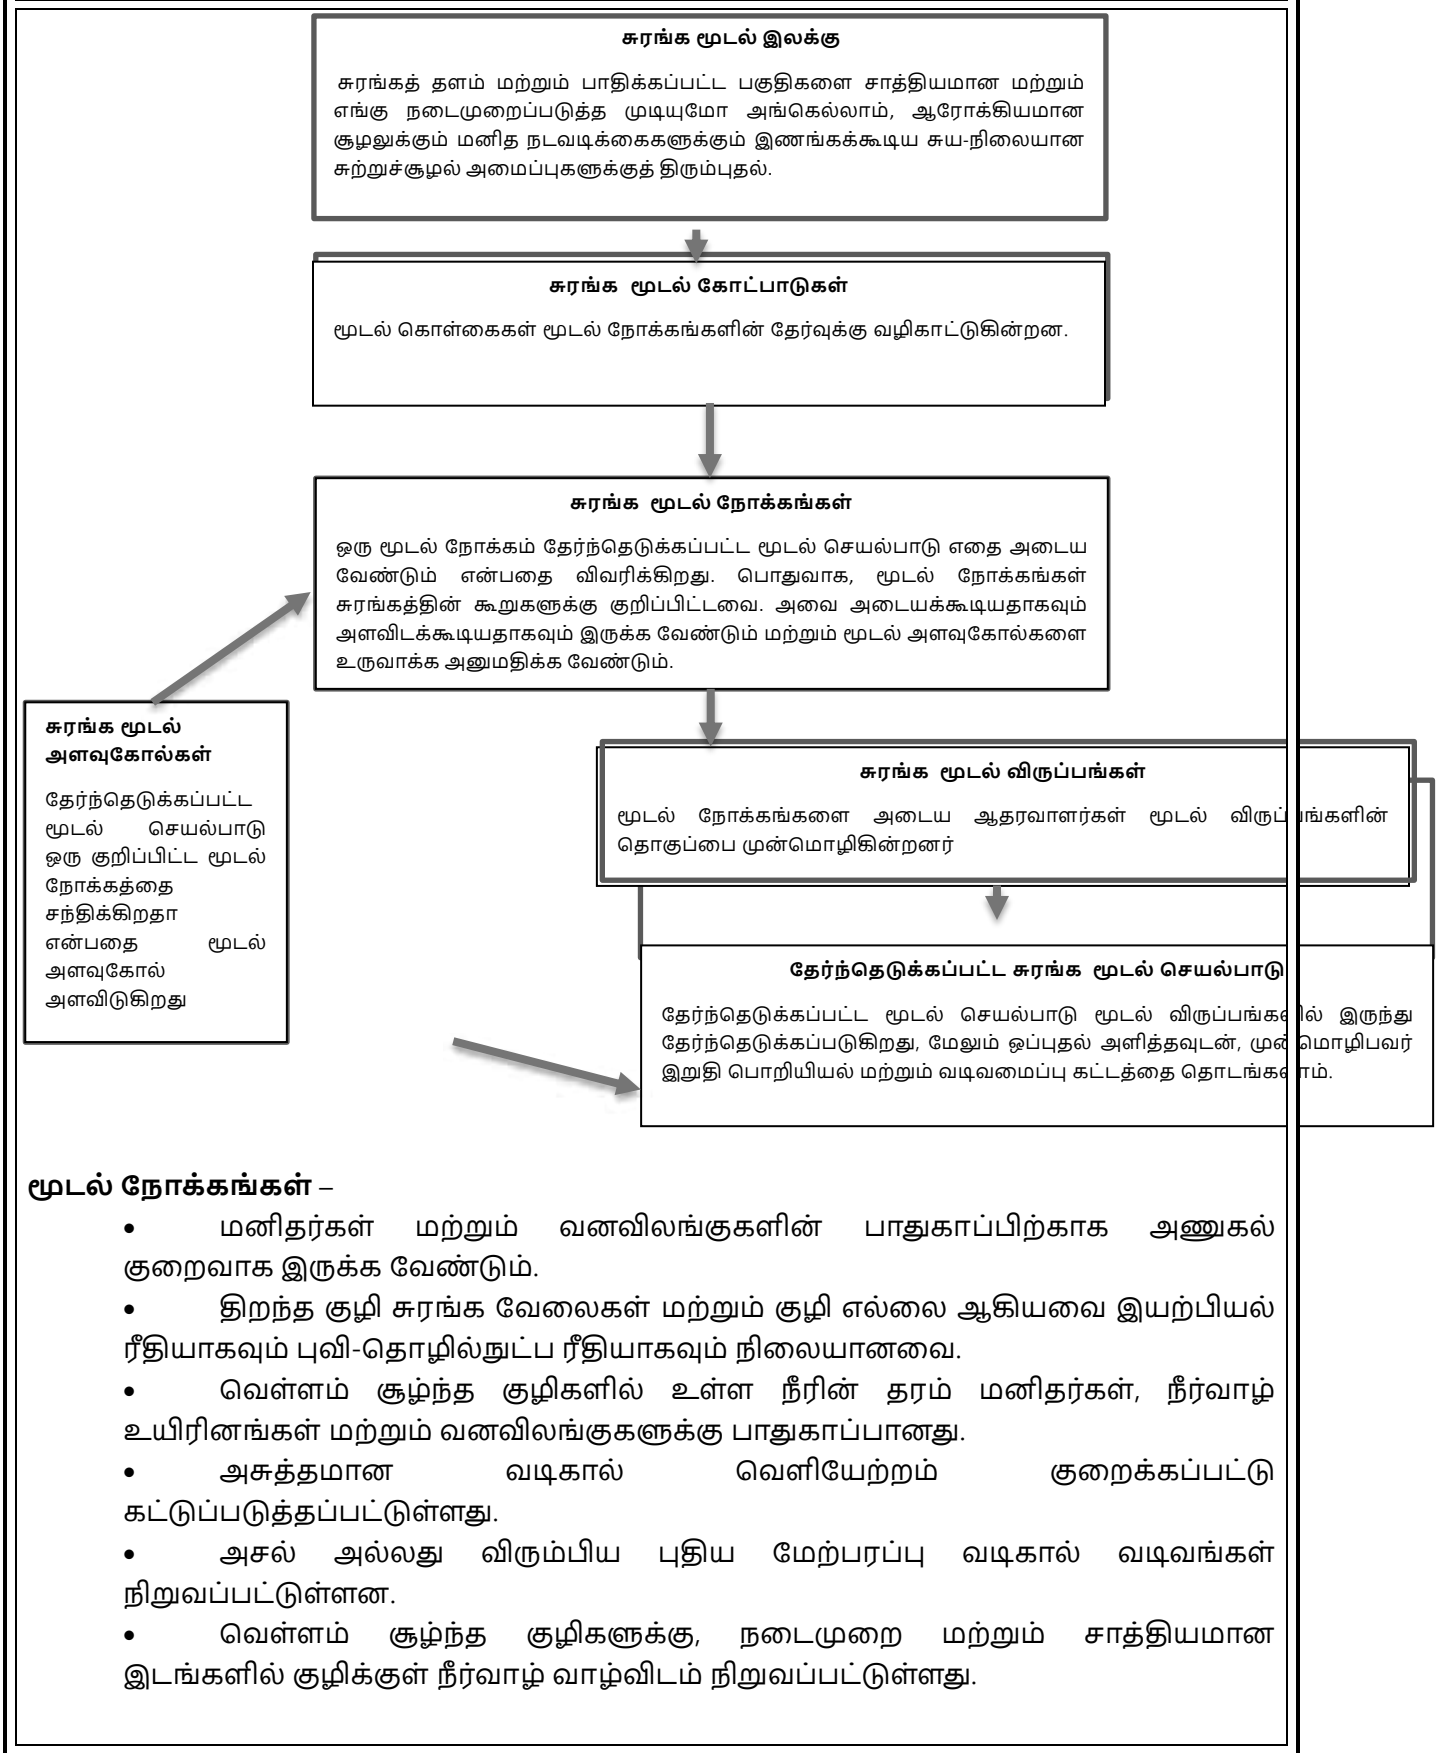 சுரங்க மூடல் இலக்கு
சுரங்கத் தளம் மற்றும் பாதிக்கப்பட்ட பகுதிகளை சாத்தியமான மற்றும்
எங்கு நடைமுறைப்படுத்த முடியுமோ அங்கெல்லாம், ஆரோக்கியமான
சூழலுக்கும் மனித நடவடிக்கைகளுக்கும் இணங்கக்கூடிய சுய-நிலையான
சுற்றுச்சூழல் அமைப்புகளுக்குத் திரும்புதல்.
சுரங்க மூடல் கோட்பாடுகள்
மூடல் கொள்கைகள் மூடல் நோக்கங்களின் தேர்வுக்கு வழிகாட்டுகின்றன.
சுரங்க மூடல் நோக்கங்கள்
ஒரு மூடல் நோக்கம் தேர்ந்தெடுக்கப்பட்ட மூடல் செயல்பாடு எதை அடைய
வேண்டும் என்பதை விவரிக்கிறது. பொதுவாக, மூடல் நோக்கங்கள்
சுரங்கத்தின் கூறுகளுக்கு குறிப்பிட்டவை. அவை அடையக்கூடியதாகவும்
அளவிடக்கூடியதாகவும் இருக்க வேண்டும் மற்றும் மூடல் அளவுகோல்களை
உருவாக்க அனுமதிக்க வேண்டும்.
சுரங்க மூடல்
அளவுகோல்கள்
தேர்ந்தெடுக்கப்பட்ட
மூடல் செயல்பாடு
ஒரு குறிப்பிட்ட மூடல்
நோக்கத்தை
சந்திக்கிறதா
என்பதை மூடல்
அளவுகோல்
அளவிடுகிறது
சுரங்க மூடல் விருப்பங்கள்
மூடல் நோக்கங்களை அடைய ஆதரவாளர்கள் மூடல் விருப்பங்களின்
தொகுப்பை முன்மொழிகின்றனர்
தேர்ந்தெடுக்கப்பட்ட சுரங்க மூடல் செயல்பாடு
தேர்ந்தெடுக்கப்பட்ட மூடல் செயல்பாடு மூடல் விருப்பங்களில் இருந்து
தேர்ந்தெடுக்கப்படுகிறது, மேலும் ஒப்புதல் அளித்தவுடன், முன்மொழிபவர்
இறுதி பொறியியல் மற்றும் வடிவமைப்பு கட்டத்தை தொடங்கலாம்.
மூடல் நோக்கங்கள் –
• மனிதர்கள் மற்றும் வனவிலங்குகளின் பாதுகாப்பிற்காக அணுகல்
குறைவாக இருக்க வேண்டும்.
• திறந்த குழி சுரங்க வேலைகள் மற்றும் குழி எல்லை ஆகியவை இயற்பியல்
ரீதியாகவும் புவி-தொழில்நுட்ப ரீதியாகவும் நிலையானவை.
• வெள்ளம் சூழ்ந்த குழிகளில் உள்ள நீரின் தரம் மனிதர்கள், நீர்வாழ்
உயிரினங்கள் மற்றும் வனவிலங்குகளுக்கு பாதுகாப்பானது.
• அசுத்தமான வடிகால் வெளியேற்றம் குறைக்கப்பட்டு
கட்டுப்படுத்தப்பட்டுள்ளது.
• அசல் அல்லது விரும்பிய புதிய மேற்பரப்பு வடிகால் வடிவங்கள்
நிறுவப்பட்டுள்ளன.
• வெள்ளம் சூழ்ந்த குழிகளுக்கு, நடைமுறை மற்றும் சாத்தியமான
இடங்களில் குழிக்குள் நீர்வாழ் வாழ்விடம் நிறுவப்பட்டுள்ளது.